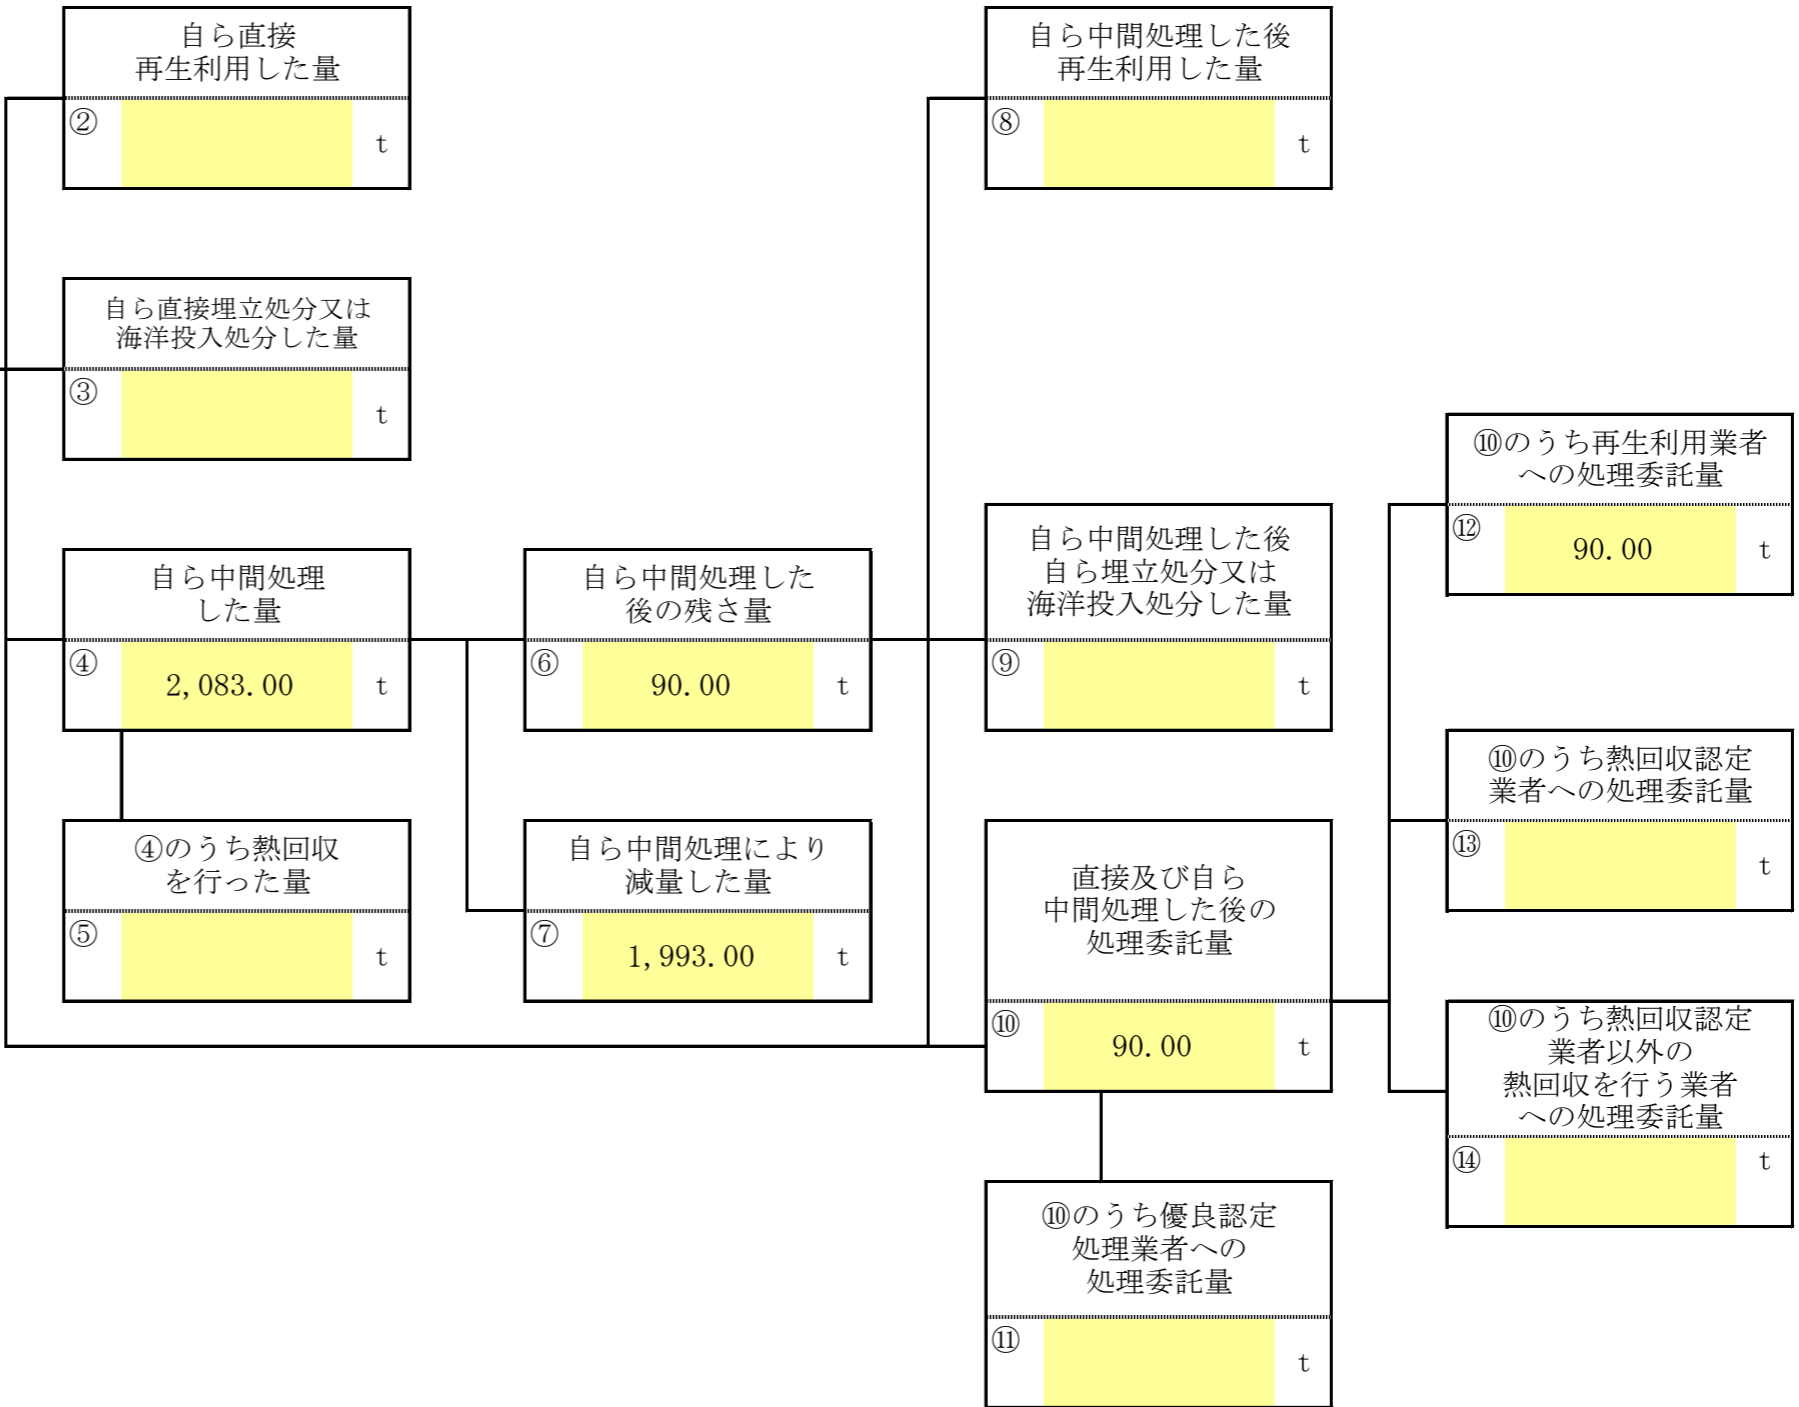 自ら直接
再生利用した量
②
t
自ら中間処理した後
再生利用した量
⑧
t
自ら直接埋立処分又は
海洋投入処分した量
③
t
⑩のうち再生利用業者
への処理委託量
⑫
90.00
t
自ら中間処理
した量
④
2,083.00
t
自ら中間処理した
後の残さ量
⑥
90.00
t
自ら中間処理した後
自ら埋立処分又は
海洋投入処分した量
⑨
t
⑩のうち熱回収認定
業者への処理委託量
⑬
t
④のうち熱回収
を行った量
⑤
t
自ら中間処理により
減量した量
⑦
1,993.00
t
直接及び自ら
中間処理した後の
処理委託量
⑩
90.00
t
⑩のうち熱回収認定
業者以外の
熱回収を行う業者
への処理委託量
⑭
t
⑩のうち優良認定
処理業者への
処理委託量
⑪
t